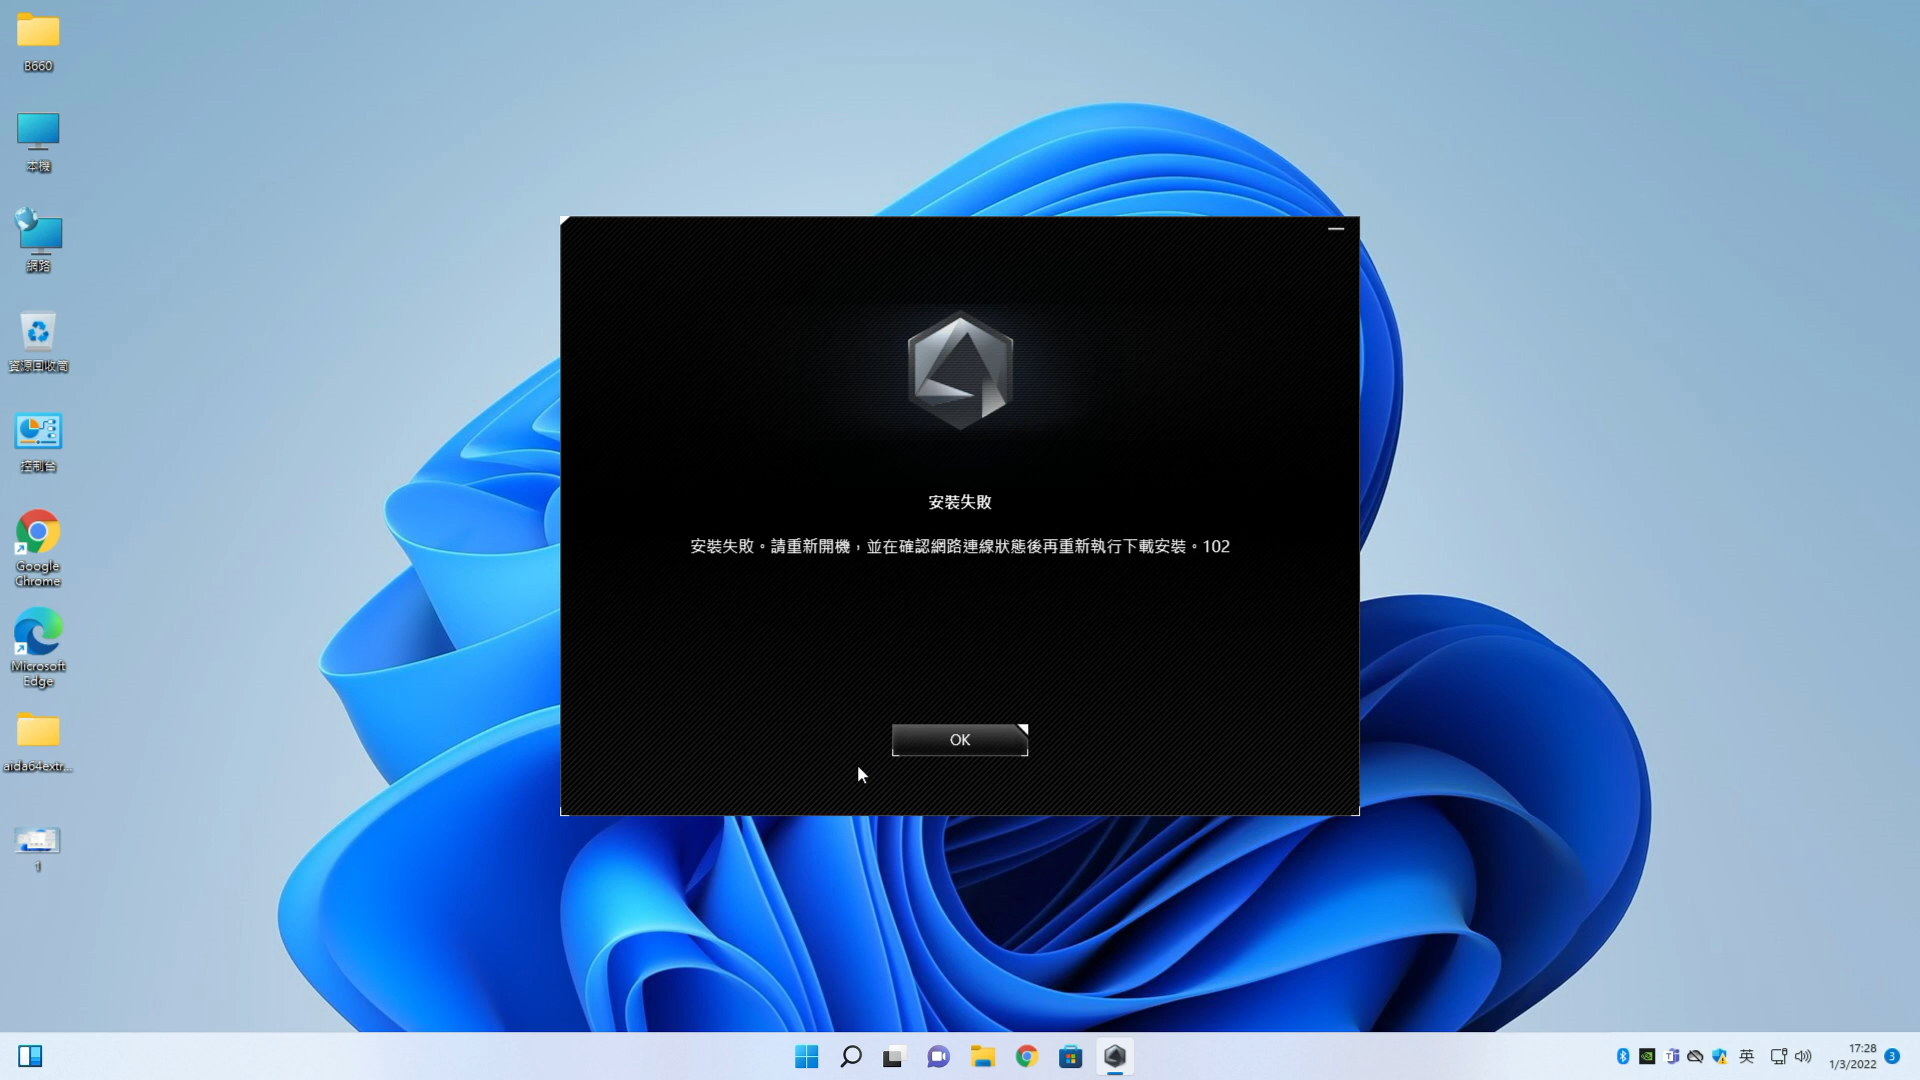 B660
本機
網路
資源回收筒
控制台
Google
Chrome
Microsoft
Edge
aida64extr...
1
安裝失敗
安裝失敗。請重新開機，並在確認網路連線狀態後再重新執行下載安裝。102
OK
英
17:28
1/3/2022
3